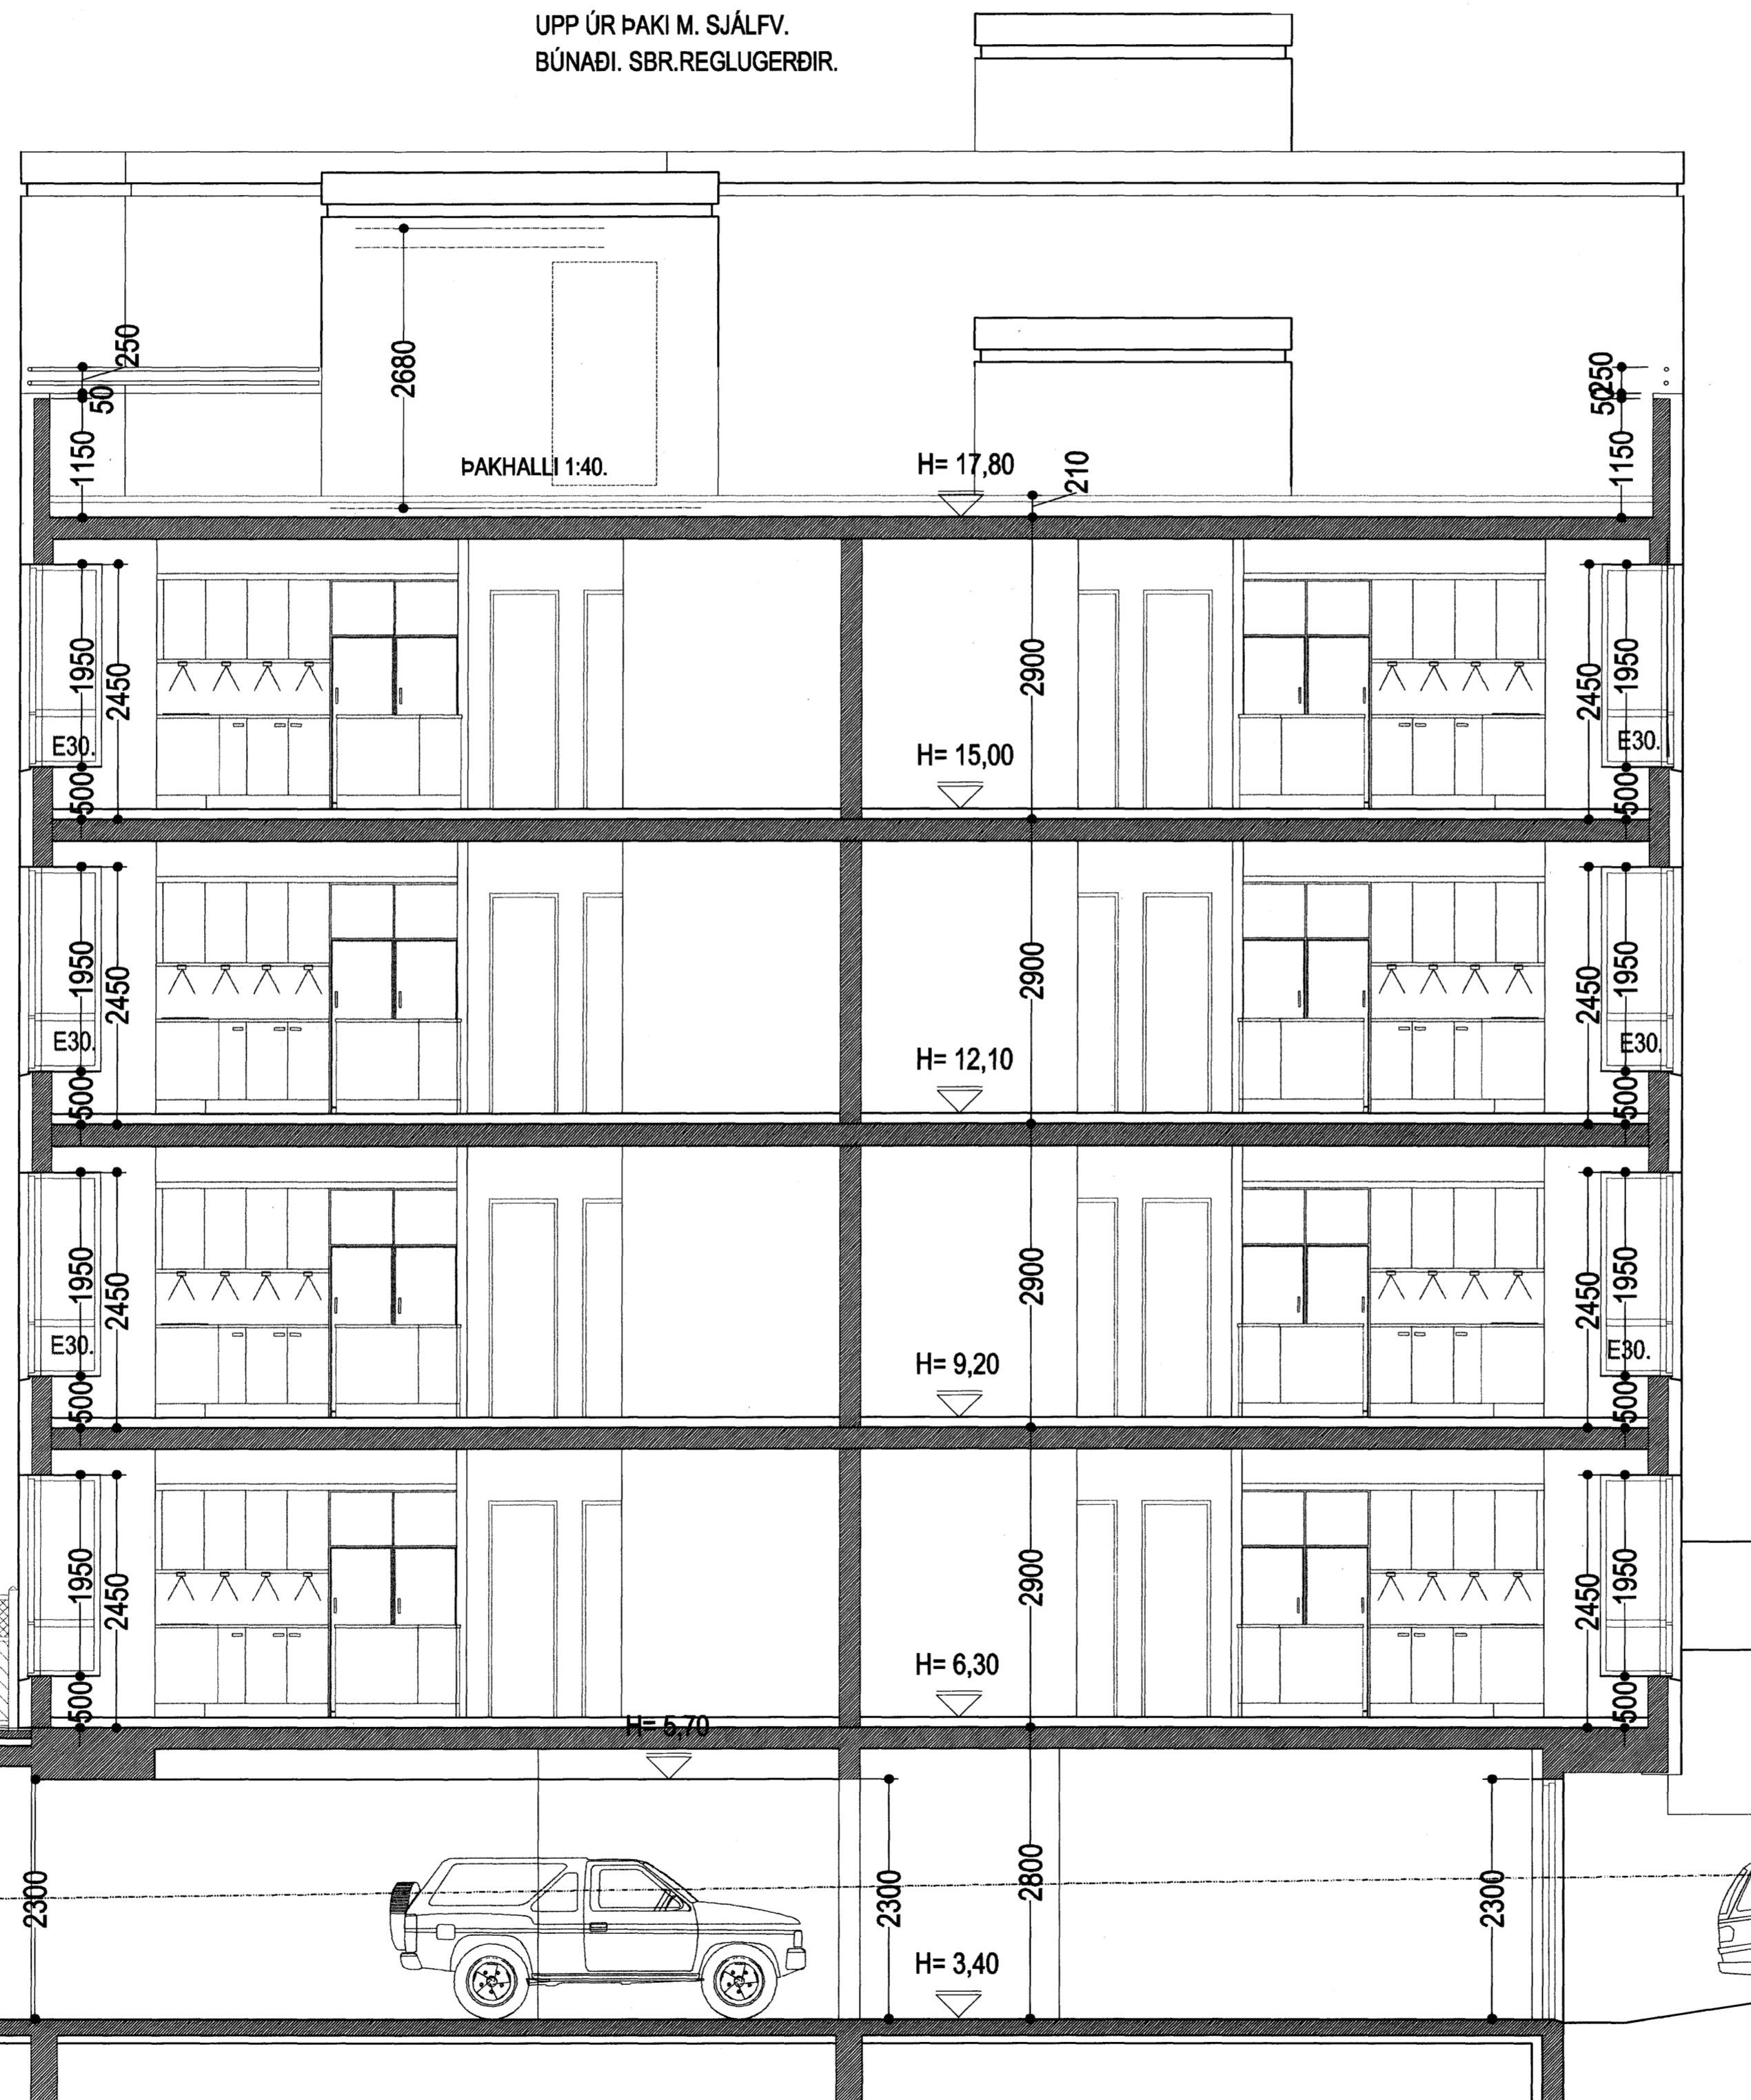 UPP ÚR ÞAKI M. SJÁLFV.
BÚNAÐI. SBR.REGLUGERÐIR.
250
50
1150
2680
ÞAKHALLI 1:40.
H= 17,80
210
250
50
1150
1950
2450
E30.
500
2900
H= 15,00
2450
1950
E30.
500
1950
2450
E30.
500
2900
H= 12,10
2450
1950
E30.
500
1950
2450
E30.
500
2900
H= 9,20
2450
1950
E30.
500
1950
2450
500
2900
H= 6,30
2450
1950
500
H= 5,70
2300
2300
2800
2300
H= 3,40